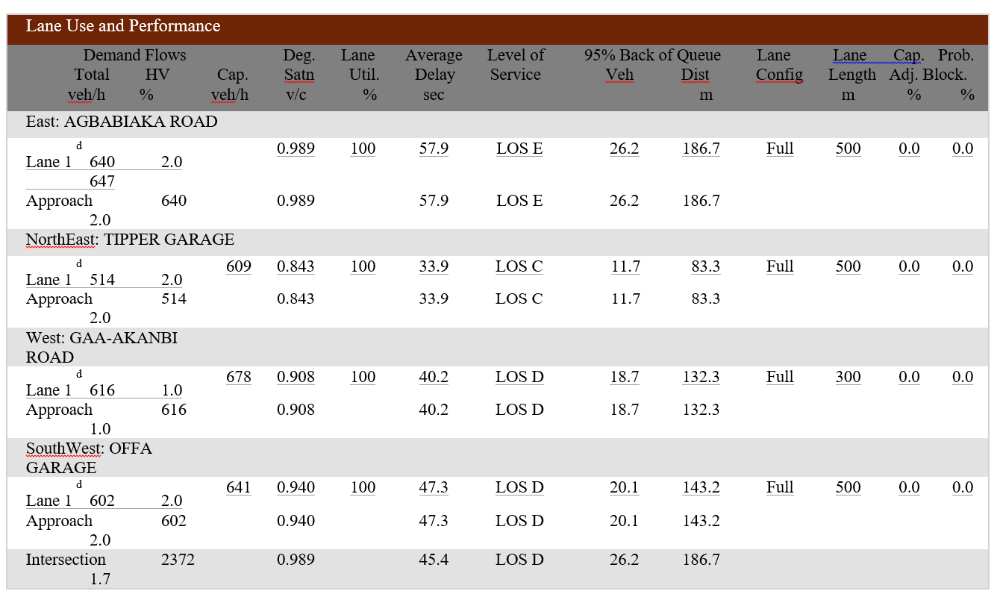 Lane Use and Performance
Demand Flows Deg. Lane Average Level of 95% Back of Queue Lane Lane Cap. Prob.
Total HV Cap. Satn Util. Delay Service Veh Dist Config Length Adj. Block.
veh/h % veh/h v/c % sec m m % %
East: AGBABIAKA ROAD
d
0.989 100 57.9 LOS E 26.2 186.7 Full 500 0.0 0.0
Lane 1 640 2.0
647
Approach 640 0.989 57.9 LOS E 26.2 186.7
2.0
NorthEast: TIPPER GARAGE
d
609 0.843 100 33.9 LOS C 11.7 83.3 Full 500 0.0 0.0
Lane 1 514 2.0
Approach 514 0.843 33.9 LOS C 11.7 83.3
2.0
West: GAA-AKANBI
ROAD
d
678 0.908 100 40.2 LOS D 18.7 132.3 Full 300 0.0 0.0
Lane 1 616 1.0
Approach 616 0.908 40.2 LOS D 18.7 132.3
1.0
SouthWest: OFFA
GARAGE
d
641 0.940 100 47.3 LOS D 20.1 143.2 Full 500 0.0 0.0
Lane 1 602 2.0
Approach 602 0.940 47.3 LOS D 20.1 143.2
2.0
Intersection 2372 0.989 45.4 LOS D 26.2 186.7
1.7